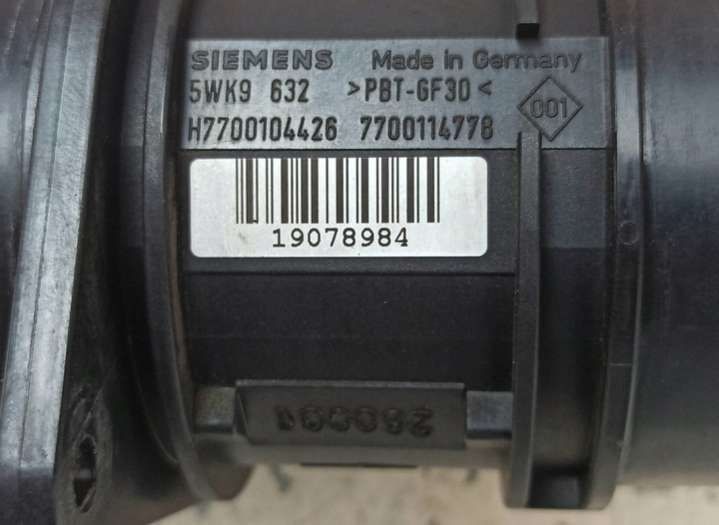 SIEMENS Made in Germany
5WK9 632 >PBT-GF30<
H7700104426 7700114778
001
19078984